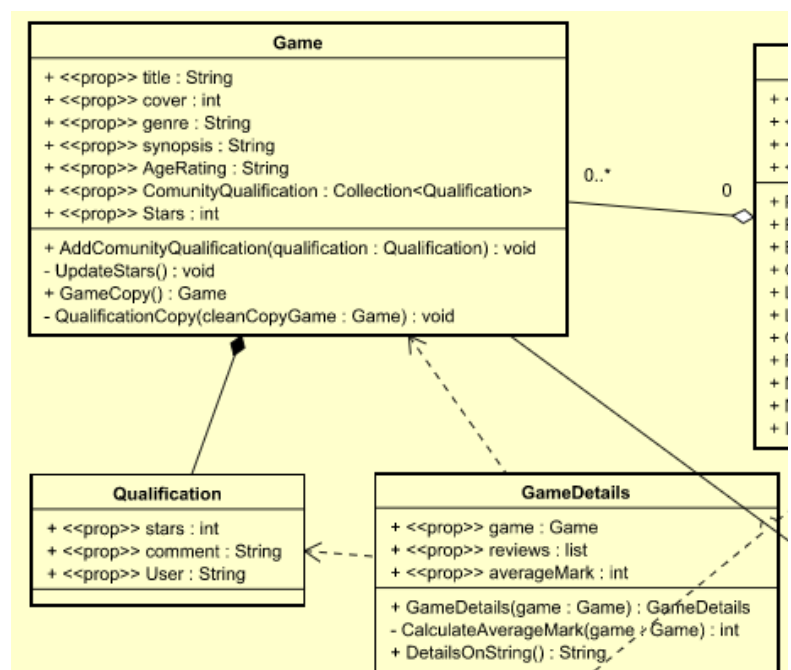 Game
+ <<prop>> title : String
+ <<prop>> cover : int
+ <<prop>> genre : String
+ <<prop>> synopsis : String
+ <<prop>> AgeRating : String
+ <<prop>> ComunityQualification : Collection<Qualification>
+ <<prop>> Stars : int
+ AddComunityQualification(qualification : Qualification) : void
- UpdateStars() : void
+ GameCopy() : Game
- QualificationCopy(cleanCopyGame : Game) : void
0..*
0
Qualification
+ <<prop>> stars : int
+ <<prop>> comment : String
+ <<prop>> User : String
GameDetails
+ <<prop>> game : Game
+ <<prop>> reviews : list
+ <<prop>> averageMark : int
+ GameDetails(game : Game) : GameDetails
- CalculateAverageMark(game : Game) : int
+ DetailsOnString() : String